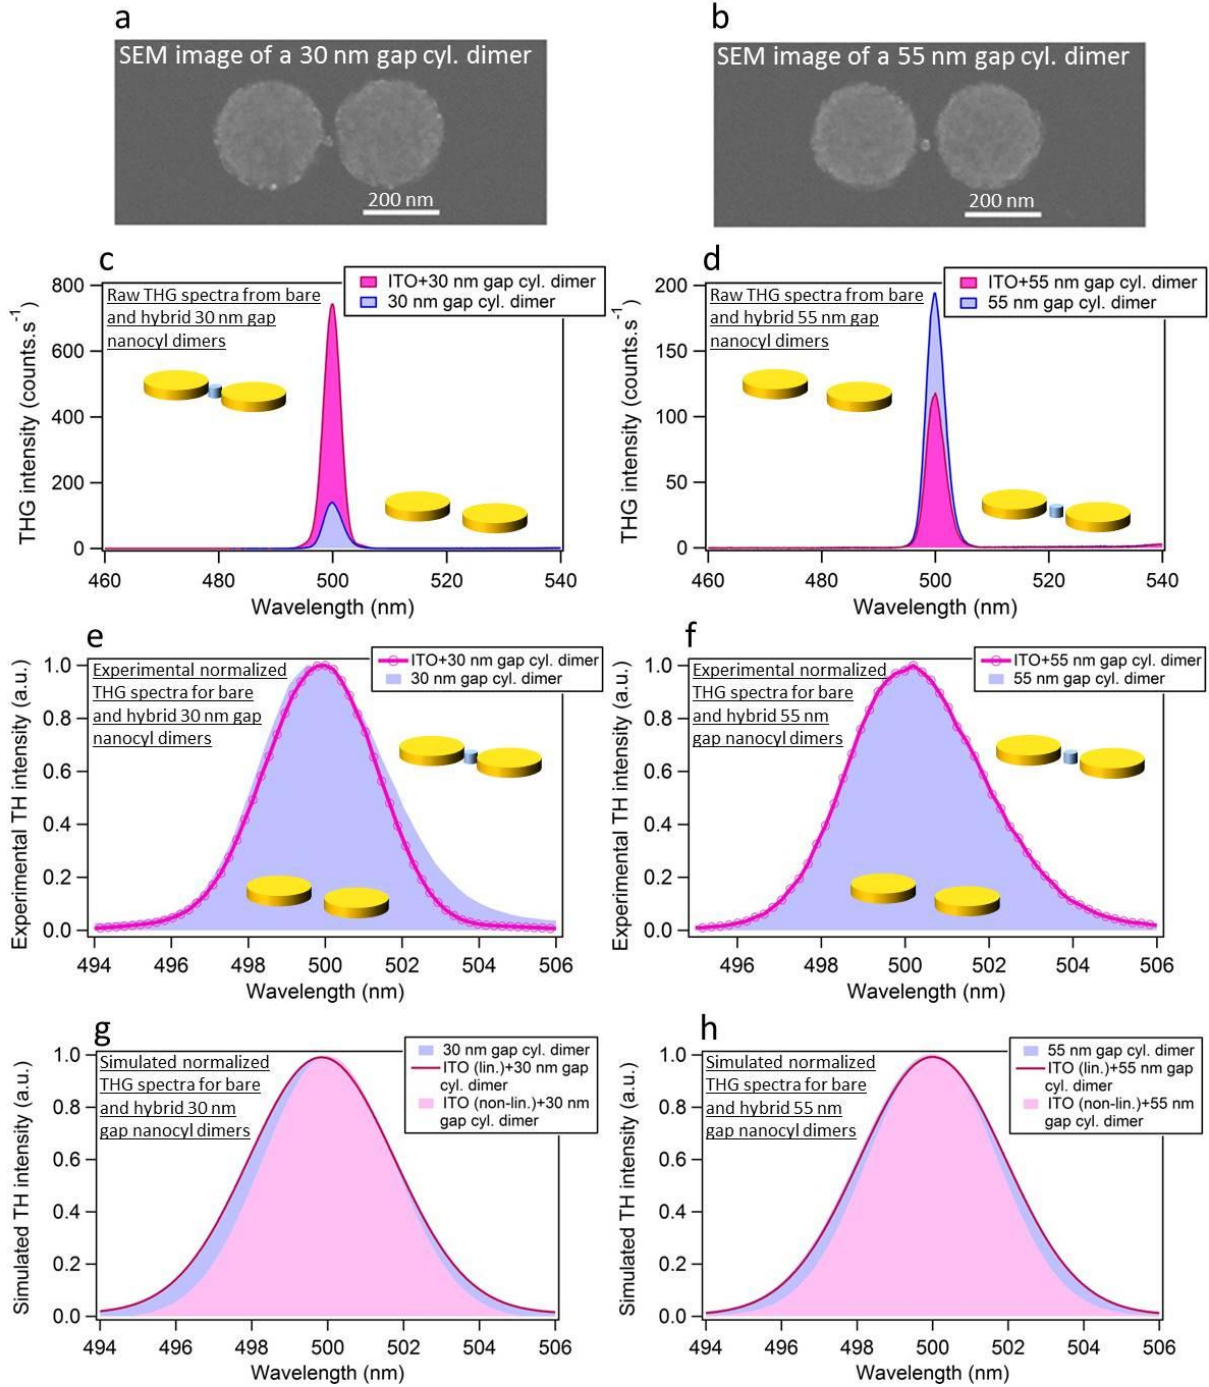 a
SEM image of a 30 nm gap cyl. dimer
200 nm
b
SEM image of a 55 nm gap cyl. dimer
200 nm
c
ITO+30 nm gap cyl. dimer
30 nm gap cyl. dimer
Raw THG spectra from bare
and hybrid 30 nm gap
nanocyl dimers
THG intensity (counts.s⁻¹)
800
600
400
200
0
460
480
500
520
540
Wavelength (nm)
d
ITO+55 nm gap cyl. dimer
55 nm gap cyl. dimer
Raw THG spectra from bare
and hybrid 55 nm gap
nanocyl dimers
THG intensity (counts.s⁻¹)
200
150
100
50
0
460
480
500
520
540
Wavelength (nm)
e
ITO+30 nm gap cyl. dimer
30 nm gap cyl. dimer
Experimental normalized
THG spectra for bare
and hybrid 30 nm gap
nanocyl dimers
Experimental TH intensity (a.u.)
1.0
0.8
0.6
0.4
0.2
0.0
494
496
498
500
502
504
506
Wavelength (nm)
f
ITO+55 nm gap cyl. dimer
55 nm gap cyl. dimer
Experimental normalized
THG spectra for bare
and hybrid 55 nm
gap nanocyl dimers
Experimental TH intensity (a.u.)
1.0
0.8
0.6
0.4
0.2
0.0
496
498
500
502
504
506
Wavelength (nm)
g
30 nm gap cyl. dimer
ITO (lin.)+30 nm gap
cyl. dimer
ITO (non-lin.)+30 nm
gap cyl. dimer
Simulated normalized
THG spectra for bare
and hybrid 30 nm
gap nanocyl dimers
Simulated TH intensity (a.u.)
1.0
0.8
0.6
0.4
0.2
0.0
494
496
498
500
502
504
506
Wavelength (nm)
h
55 nm gap cyl. dimer
ITO (lin.)+55 nm gap
cyl. dimer
ITO (non-lin.)+55 nm
gap cyl. dimer
Simulated normalized
THG spectra for bare
and hybrid 55 nm
gap nanocyl dimers
Simulated TH intensity (a.u.)
1.0
0.8
0.6
0.4
0.2
0.0
494
496
498
500
502
504
506
Wavelength (nm)